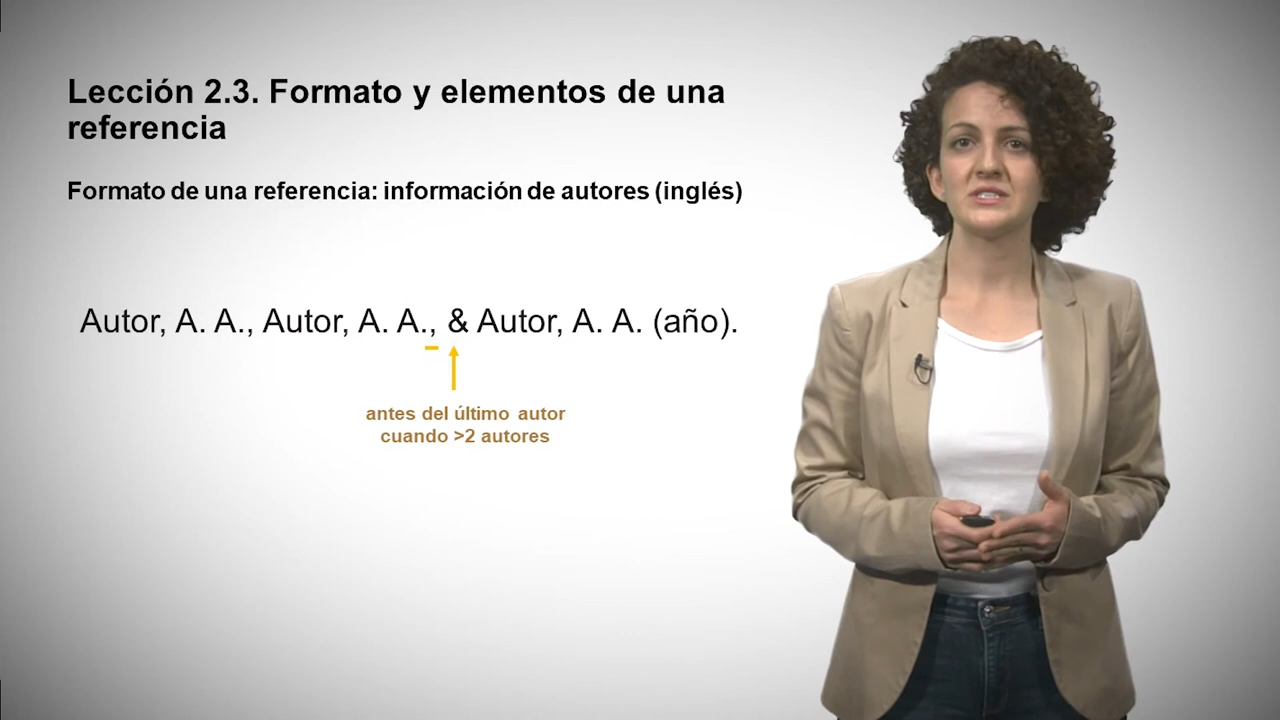 Lección 2.3. Formato y elementos de una
referencia
Formato de una referencia: información de autores (inglés)
Autor, A. A., Autor, A. A., & Autor, A. A. (año).
antes del último autor
cuando >2 autores